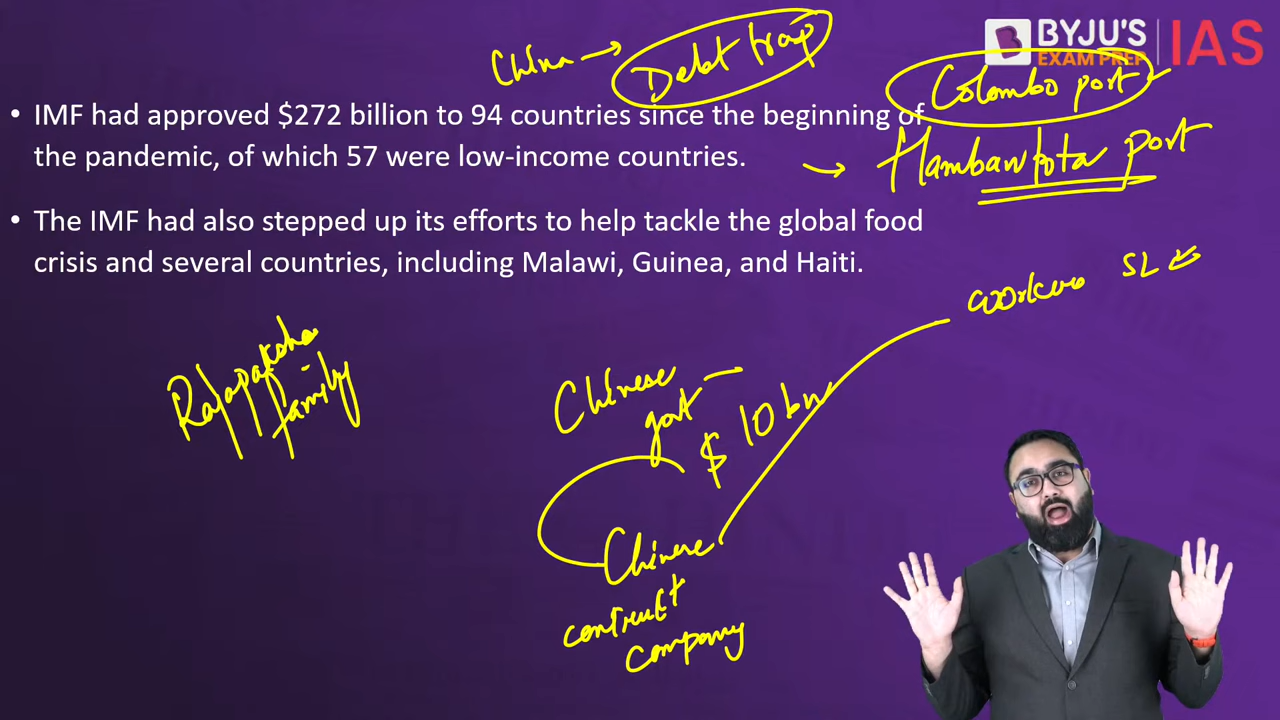 BYJU'S
EXAM PREP
IAS
China → Debt trap
Colombo port
→ Hambantota port
• IMF had approved $272 billion to 94 countries since the beginning of
the pandemic, of which 57 were low-income countries.
• The IMF had also stepped up its efforts to help tackle the global food
crisis and several countries, including Malawi, Guinea, and Haiti.
SL
Rajapaksha
family
Chinese
govt
$ 10 bn
Chinese
company